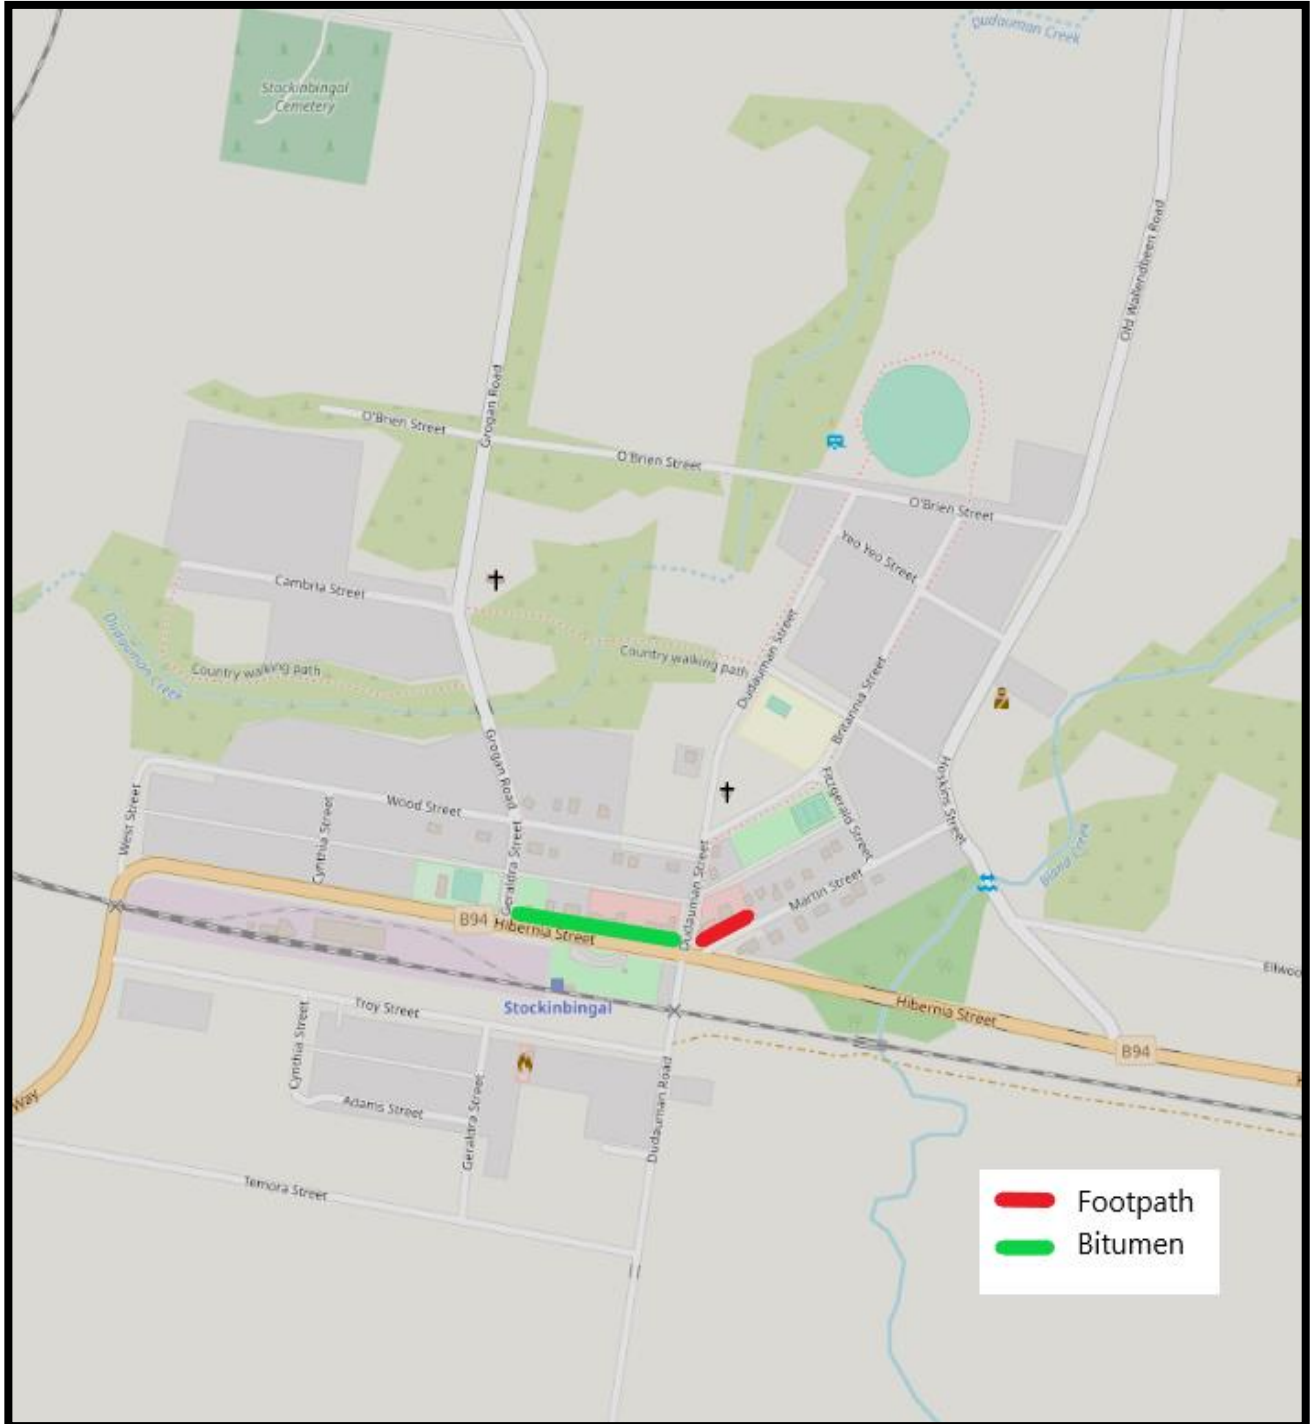 Dudauman Creek
Stockinbingal
Cemetery
Old Wallendbeen Road
Grogan Road
O'Brien Street
O'Brien Street
O'Brien Street
Yeo Yeo Street
Cambria Street
Dudauman Creek
Country walking path
Country walking path
Dudauman Street
Britannia Street
Grogan Road
Hoskins Street
Fitzgerald Street
West Street
Wood Street
Cynthia Street
Geraldra Street
Dudauman Street
Martin Street
Bland Creek
B94
Hibernia Street
Ellwoo
Stockinbingal
Hibernia Street
B94
Troy Street
Cynthia Street
Geraldra Street
Dudauman Road
Way
Adams Street
Temora Street
Footpath
Bitumen